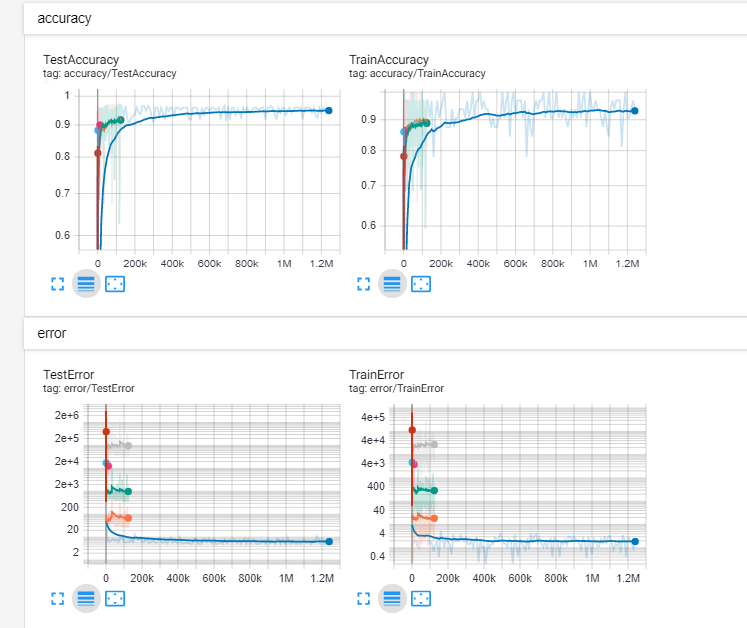 accuracy
TestAccuracy
tag: accuracy/TestAccuracy
1
0.9
0.8
0.7
0.6
0 200k 400k 600k 800k 1M 1.2M
TrainAccuracy
tag: accuracy/TrainAccuracy
0.9
0.8
0.7
0.6
0 200k 400k 600k 800k 1M 1.2M
error
TestError
tag: error/TestError
2e+6
2e+5
2e+4
2e+3
200
20
2
0 200k 400k 600k 800k 1M 1.2M
TrainError
tag: error/TrainError
4e+5
4e+4
4e+3
400
40
4
0.4
0 200k 400k 600k 800k 1M 1.2M